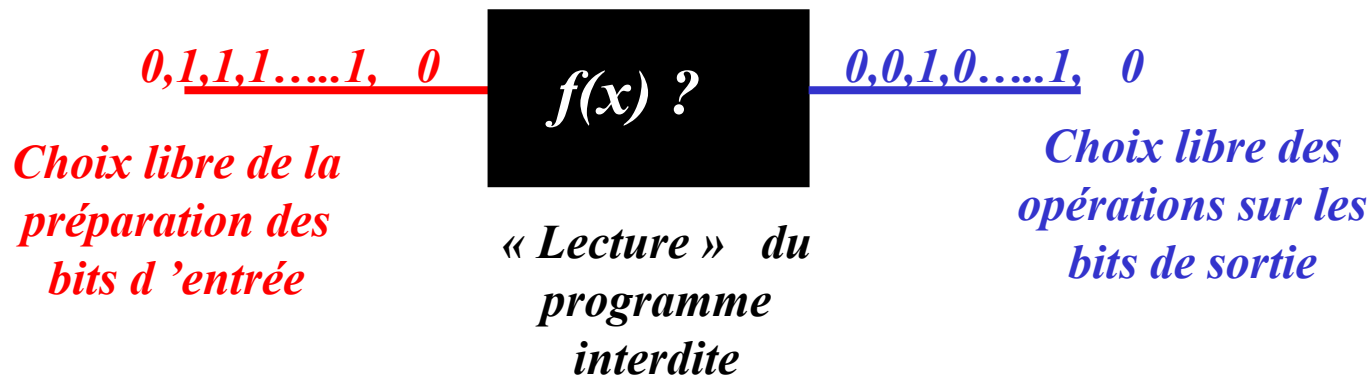 0,1,1,1…..1, 0
Choix libre de la
préparation des
bits d ’entrée
f(x) ?
« Lecture » du
programme
interdite
0,0,1,0…..1, 0
Choix libre des
opérations sur les
bits de sortie